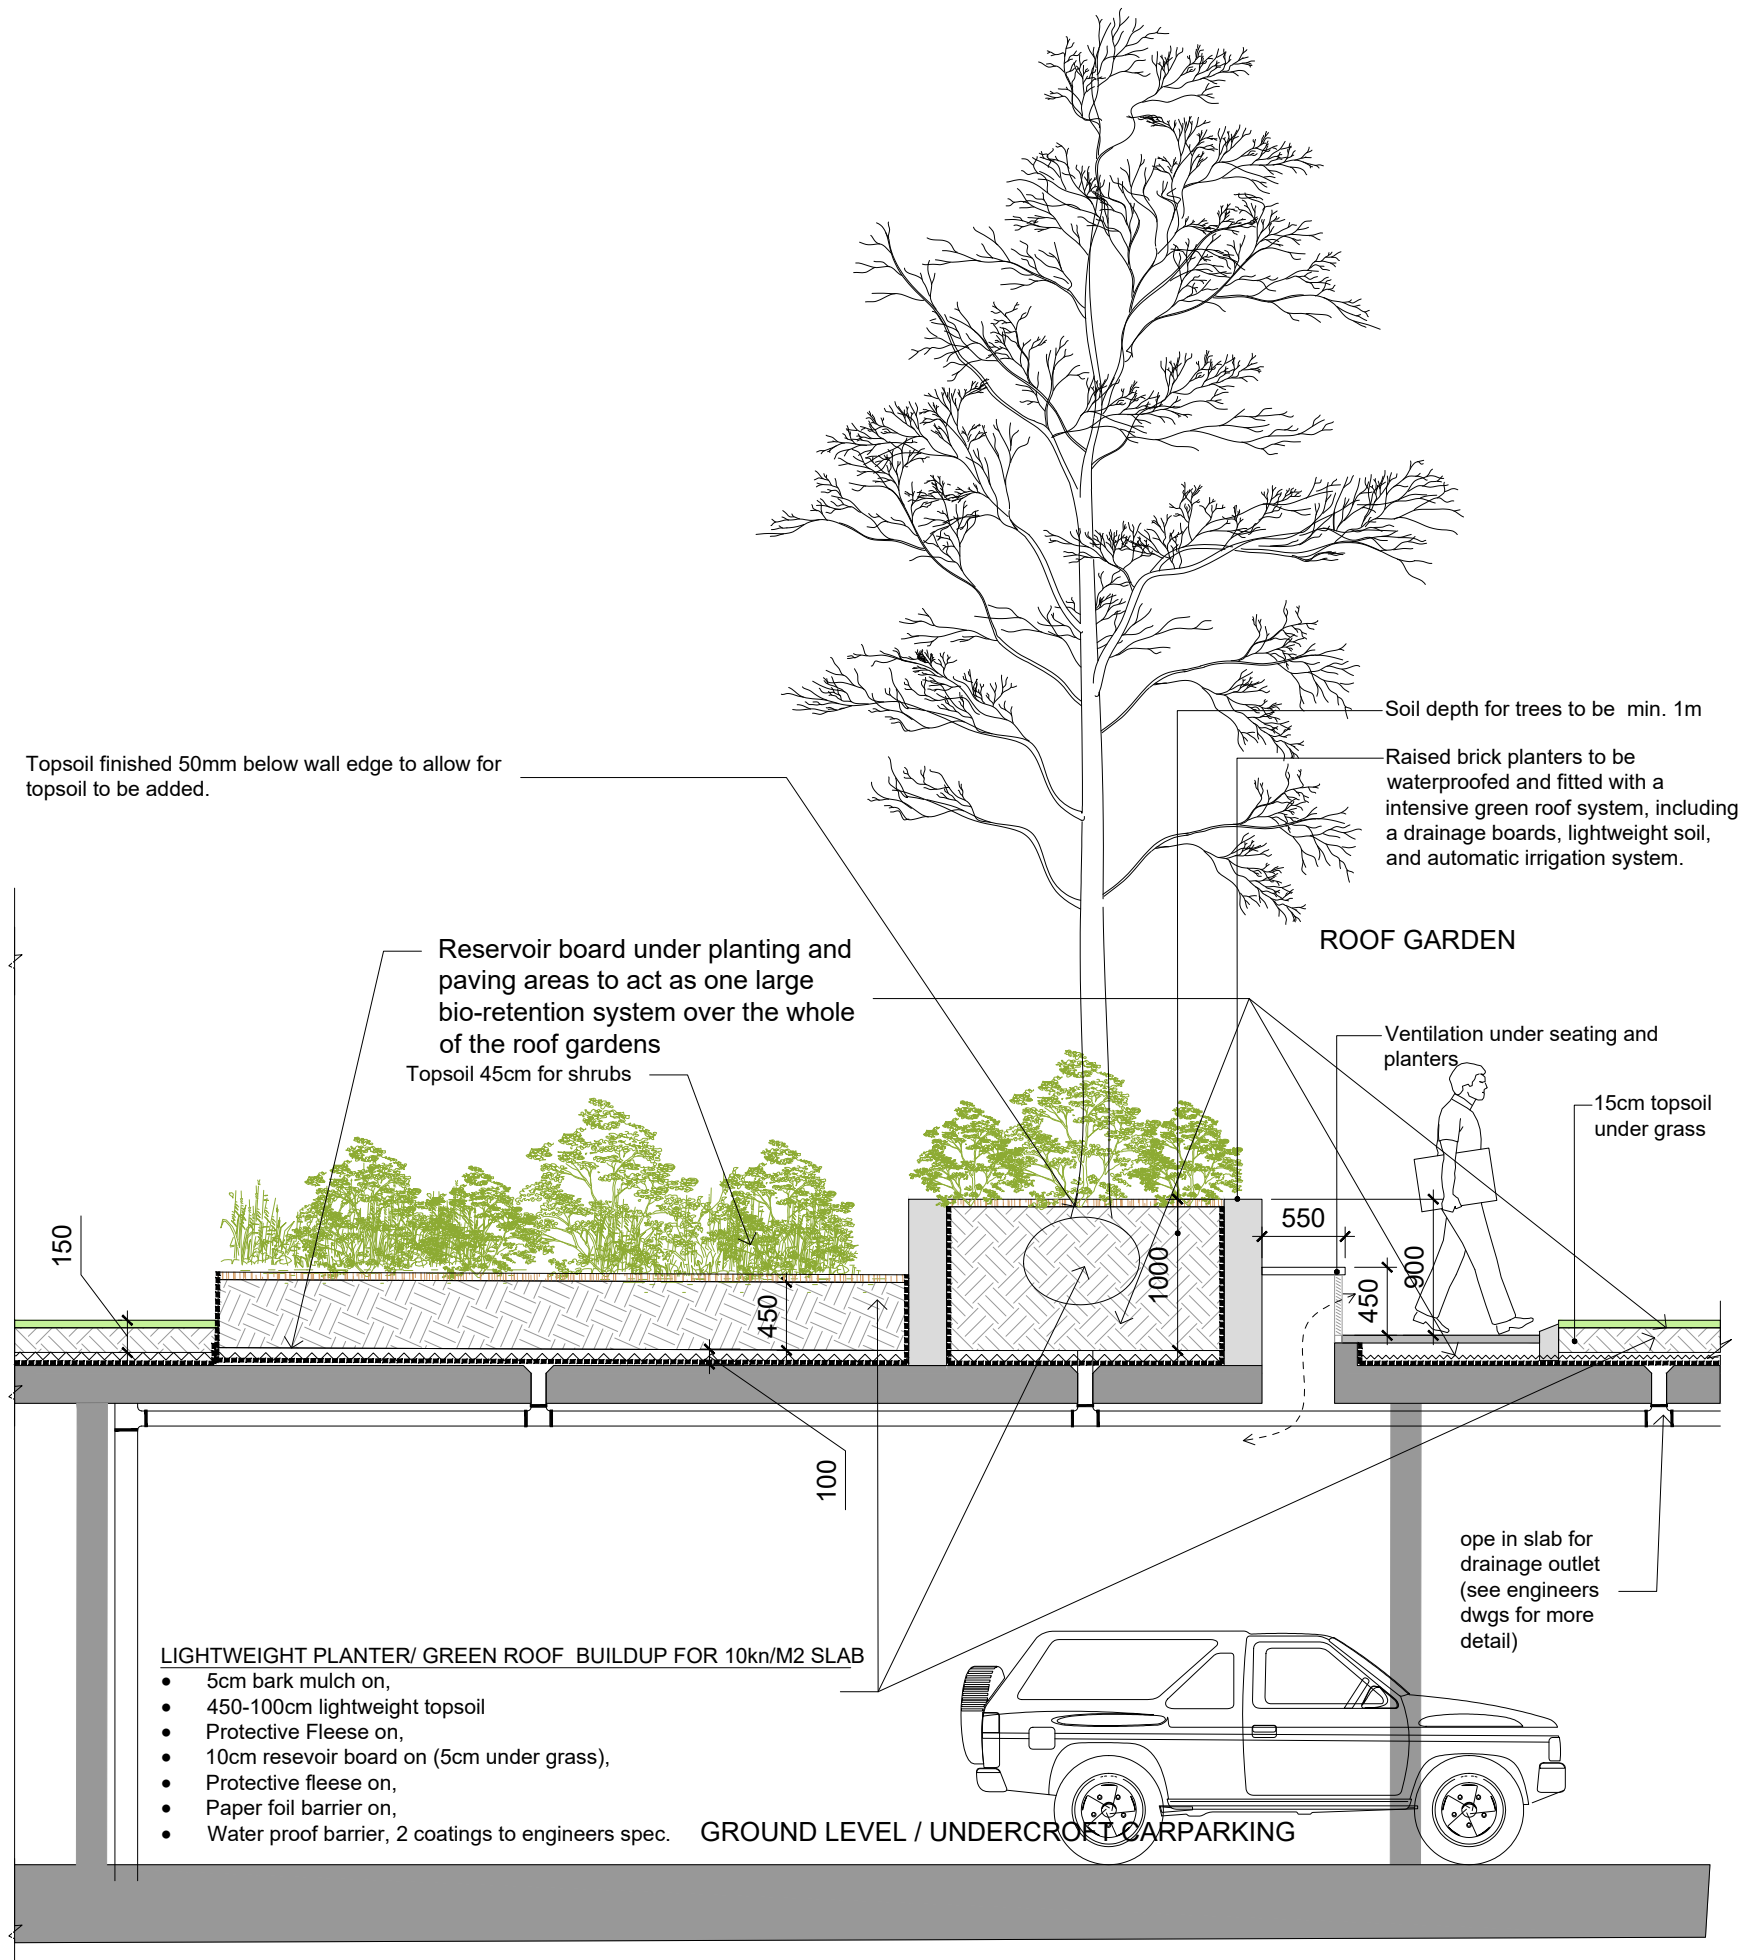 Soil depth for trees to be min. 1m
Topsoil finished 50mm below wall edge to allow for
topsoil to be added.
Raised brick planters to be
waterproofed and fitted with a
intensive green roof system, including
a drainage boards, lightweight soil,
and automatic irrigation system.
ROOF GARDEN
Reservoir board under planting and
paving areas to act as one large
bio-retention system over the whole
of the roof gardens
Ventilation under seating and
planters
Topsoil 45cm for shrubs
15cm topsoil
under grass
150
550
450
1000
450
900
100
ope in slab for
drainage outlet
(see engineers
dwgs for more
detail)
LIGHTWEIGHT PLANTER/ GREEN ROOF BUILDUP FOR 10kn/M2 SLAB
• 5cm bark mulch on,
• 450-100cm lightweight topsoil
• Protective Fleese on,
• 10cm resevoir board on (5cm under grass),
• Protective fleese on,
• Paper foil barrier on,
• Water proof barrier, 2 coatings to engineers spec.
GROUND LEVEL / UNDERCROFT CARPARKING